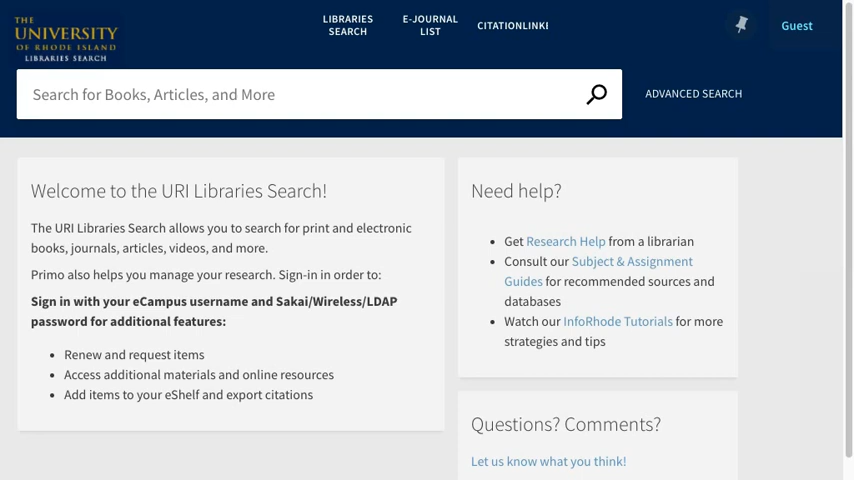 THE
UNIVERSITY
OF RHODE ISLAND
LIBRARIES SEARCH
LIBRARIES
SEARCH
E-JOURNAL
LIST
CITATIONLINKI
Guest
Search for Books, Articles, and More
ADVANCED SEARCH
Welcome to the URI Libraries Search!
The URI Libraries Search allows you to search for print and electronic
books, journals, articles, videos, and more.
Primo also helps you manage your research. Sign-in in order to:
Sign in with your eCampus username and Sakai/Wireless/LDAP
password for additional features:
• Renew and request items
• Access additional materials and online resources
• Add items to your eShelf and export citations
Need help?
• Get Research Help from a librarian
• Consult our Subject & Assignment
Guides for recommended sources and
databases
• Watch our InfoRhode Tutorials for more
strategies and tips
Questions? Comments?
Let us know what you think!